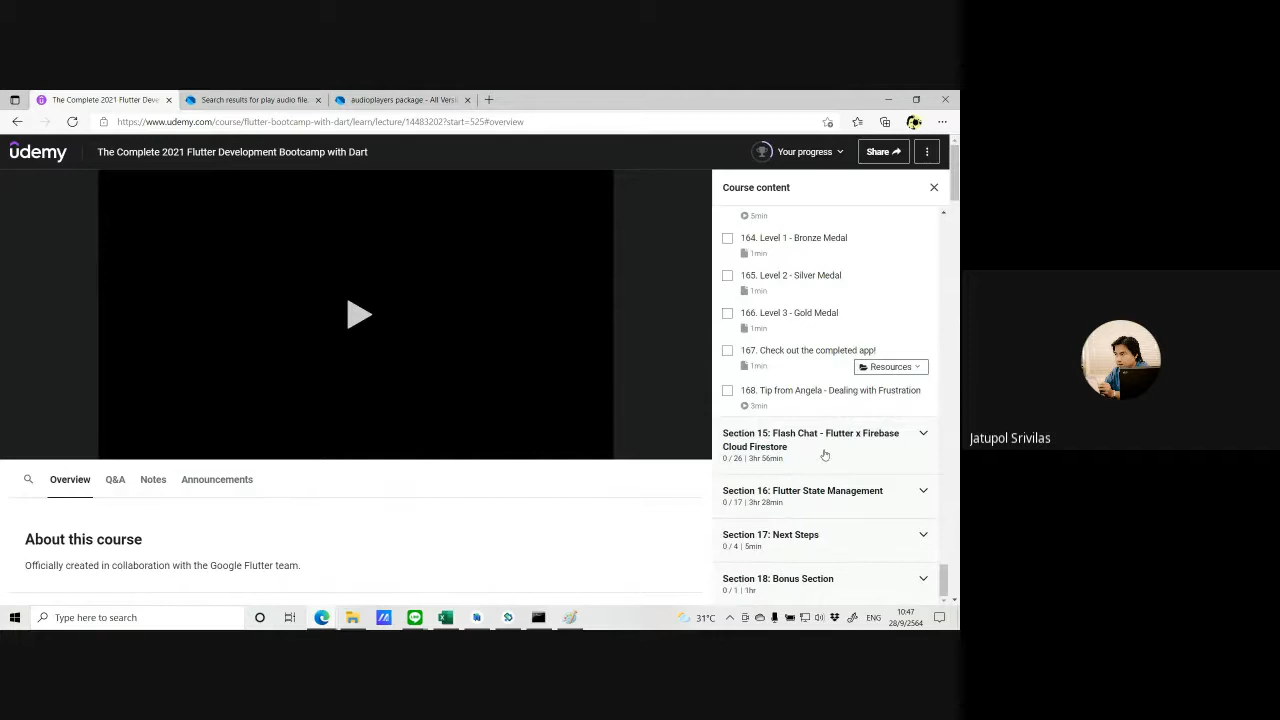 The Complete 2021 Flutter Deve
Search results for play audio file.
audioplayers package - All Versi
https://www.udemy.com/course/flutter-bootcamp-with-dart/learn/lecture/14483202?start=525#overview
udemy
The Complete 2021 Flutter Development Bootcamp with Dart
Your progress
Share
Course content
5min
164. Level 1 - Bronze Medal
1min
165. Level 2 - Silver Medal
1min
166. Level 3 - Gold Medal
1min
167. Check out the completed app!
1min
Resources
168. Tip from Angela - Dealing with Frustration
3min
Section 15: Flash Chat - Flutter x Firebase
Cloud Firestore
0 / 26 | 3hr 56min
Section 16: Flutter State Management
0 / 17 | 3hr 28min
Section 17: Next Steps
0 / 4 | 5min
Section 18: Bonus Section
0 / 1 | 1hr
Overview
Q&A
Notes
Announcements
About this course
Officially created in collaboration with the Google Flutter team.
Type here to search
31°C
ENG
10:47
28/9/2564
Jatupol Srivilas